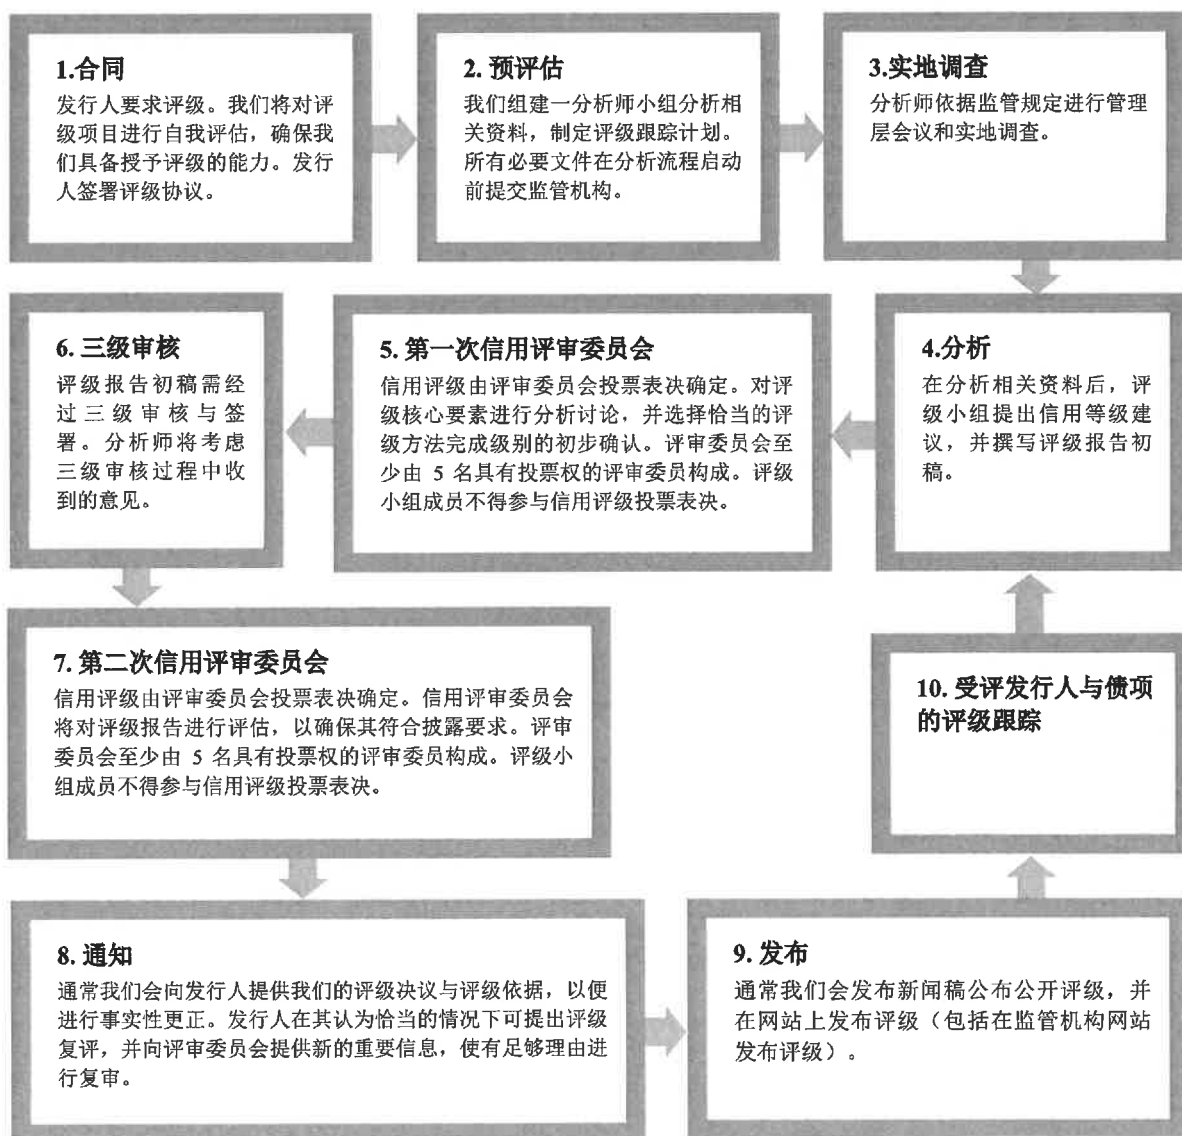 1.合同
发行人要求评级。我们将对评
级项目进行自我评估，确保我
们具备授予评级的能力。发行
人签署评级协议。
2. 预评估
我们组建一分析师小组分析相
关资料，制定评级跟踪计划。
所有必要文件在分析流程启动
前提交监管机构。
3.实地调查
分析师依据监管规定进行管理
层会议和实地调查。
4.分析
在分析相关资料后，评
级小组提出信用等级建
议，并撰写评级报告初
稿。
5. 第一次信用评审委员会
信用评级由评审委员会投票表决确定。对评
级核心要素进行分析讨论，并选择恰当的评
级方法完成级别的初步确认。评审委员会至
少由 5 名具有投票权的评审委员构成。评级
小组成员不得参与信用评级投票表决。
6. 三级审核
评级报告初稿需经
过三级审核与签
署。分析师将考虑
三级审核过程中收
到的意见。
7. 第二次信用评审委员会
信用评级由评审委员会投票表决确定。信用评审委员会
将对评级报告进行评估，以确保其符合披露要求。评审
委员会至少由 5 名具有投票权的评审委员构成。评级小
组成员不得参与信用评级投票表决。
8. 通知
通常我们会向发行人提供我们的评级决议与评级依据，以便
进行事实性更正。发行人在其认为恰当的情况下可提出评级
复评，并向评审委员会提供新的重要信息，使有足够理由进
行复审。
9. 发布
通常我们会发布新闻稿公布公开评级，并
在网站上发布评级（包括在监管机构网站
发布评级）。
10. 受评发行人与债项
的评级跟踪